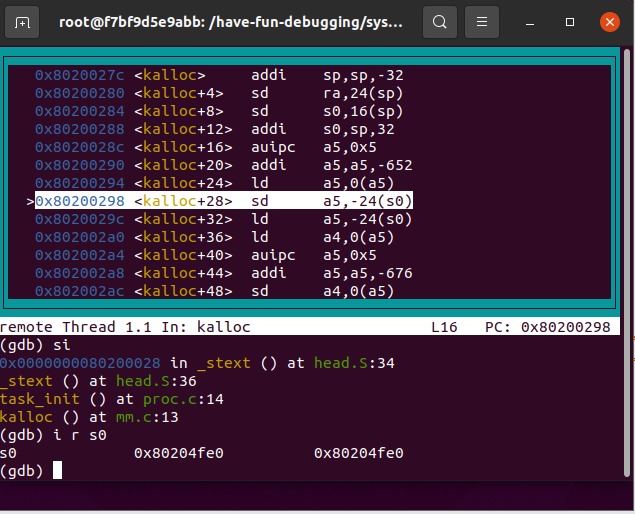 root@f7bf9d5e9abb: /have-fun-debugging/sys...
0x8020027c <kalloc> addi sp,sp,-32
0x80200280 <kalloc+4> sd ra,24(sp)
0x80200284 <kalloc+8> sd s0,16(sp)
0x80200288 <kalloc+12> addi s0,sp,32
0x8020028c <kalloc+16> auipc a5,0x5
0x80200290 <kalloc+20> addi a5,a5,-652
0x80200294 <kalloc+24> ld a5,0(a5)
>0x80200298 <kalloc+28> sd a5,-24(s0)
0x8020029c <kalloc+32> ld a5,-24(s0)
0x802002a0 <kalloc+36> ld a4,0(a5)
0x802002a4 <kalloc+40> auipc a5,0x5
0x802002a8 <kalloc+44> addi a5,a5,-676
0x802002ac <kalloc+48> sd a4,0(a5)
remote Thread 1.1 In: kalloc L16 PC: 0x80200298
(gdb) si
0x0000000080200028 in _stext () at head.S:34
_stext () at head.S:36
task_init () at proc.c:14
kalloc () at mm.c:13
(gdb) i r s0
s0 0x80204fe0 0x80204fe0
(gdb)